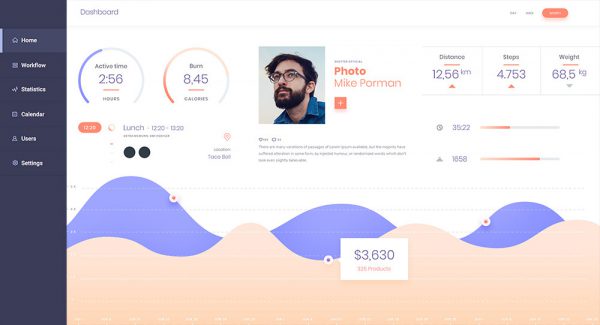 Dashboard
Home
Workflow
Statistics
Calendar
Users
Settings
Active time
2:56
HOURS
Burn
8,45
CALORIES
Photo
Mike Porman
Distance
12,56 km
Steps
4.753
Weight
68,5 kg
12:20
Lunch - 12:20 - 13:20
Location:
Taco Bell
There are many variations of passages of Lorem Ipsum available, but the majority have
suffered alteration in some form, by injected humour, or randomised words which don't
look even slightly believable.
35:22
1658
$3,630
325 Products